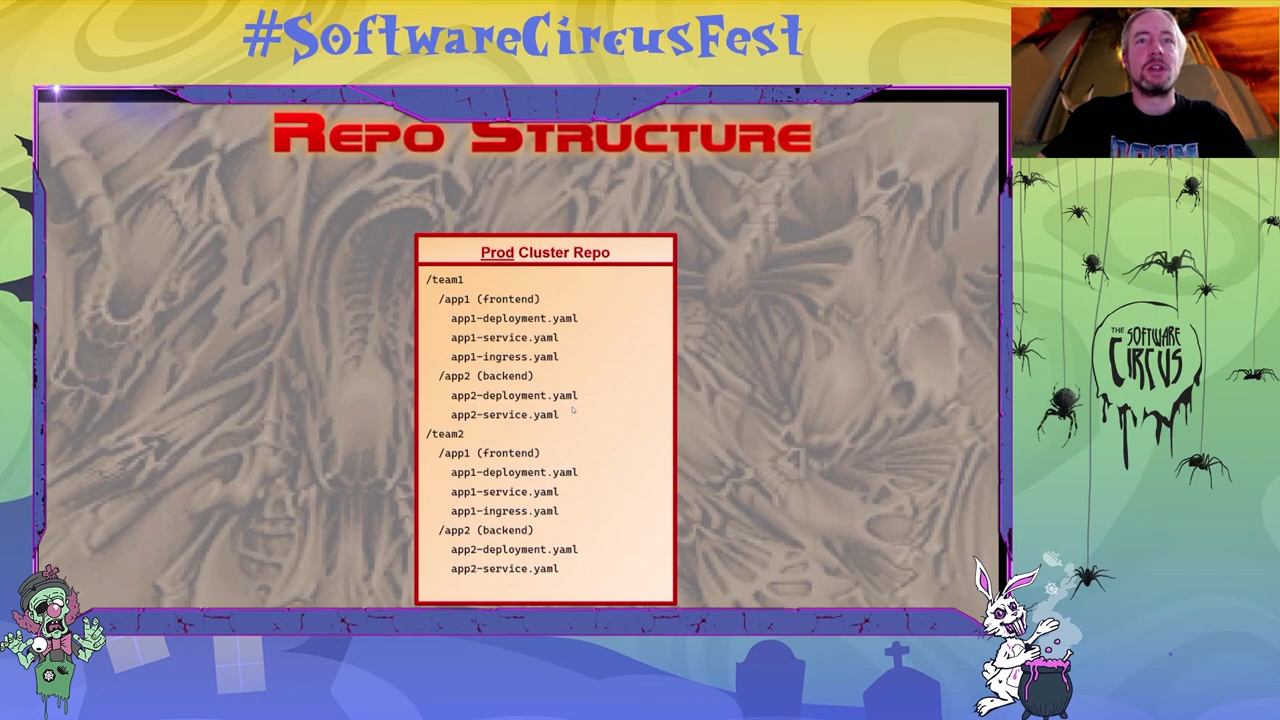 #SoftwareCircusFest
Repo Structure
Prod Cluster Repo
/team1
/app1 (frontend)
app1-deployment.yaml
app1-service.yaml
app1-ingress.yaml
/app2 (backend)
app2-deployment.yaml
app2-service.yaml
/team2
/app1 (frontend)
app1-deployment.yaml
app1-service.yaml
app1-ingress.yaml
/app2 (backend)
app2-deployment.yaml
app2-service.yaml
THE SOFTWARE
CIRCUS